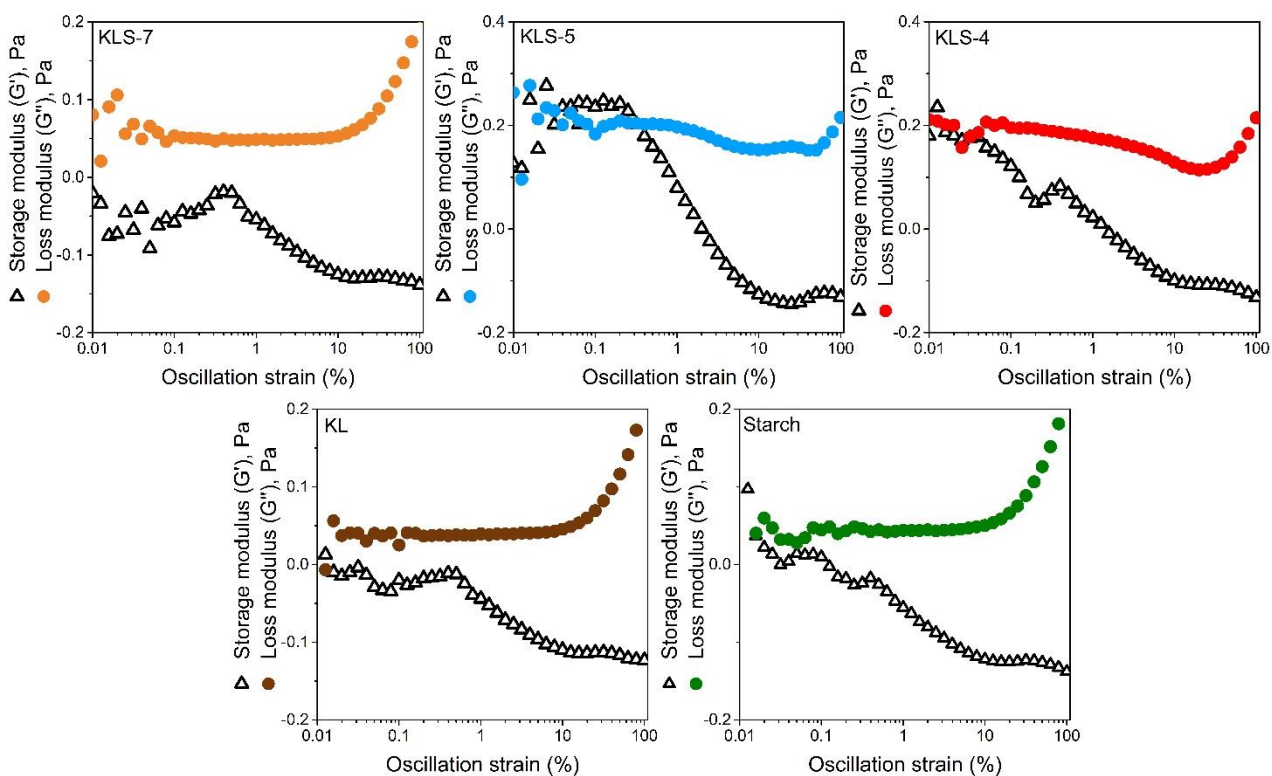 KLS-7
Storage modulus (G'), Pa
Loss modulus (G''), Pa
0.2
0.1
0.0
-0.1
-0.2
0.01 0.1 1 10 100
Oscillation strain (%)
KLS-5
Storage modulus (G'), Pa
Loss modulus (G''), Pa
0.4
0.2
0.0
-0.2
0.01 0.1 1 10 100
Oscillation strain (%)
KLS-4
Storage modulus (G'), Pa
Loss modulus (G''), Pa
0.4
0.2
0.0
-0.2
0.01 0.1 1 10 100
Oscillation strain (%)
KL
Storage modulus (G'), Pa
Loss modulus (G''), Pa
0.2
0.1
0.0
-0.1
-0.2
0.01 0.1 1 10 100
Oscillation strain (%)
Starch
Storage modulus (G'), Pa
Loss modulus (G''), Pa
0.2
0.1
0.0
-0.1
-0.2
0.01 0.1 1 10 100
Oscillation strain (%)